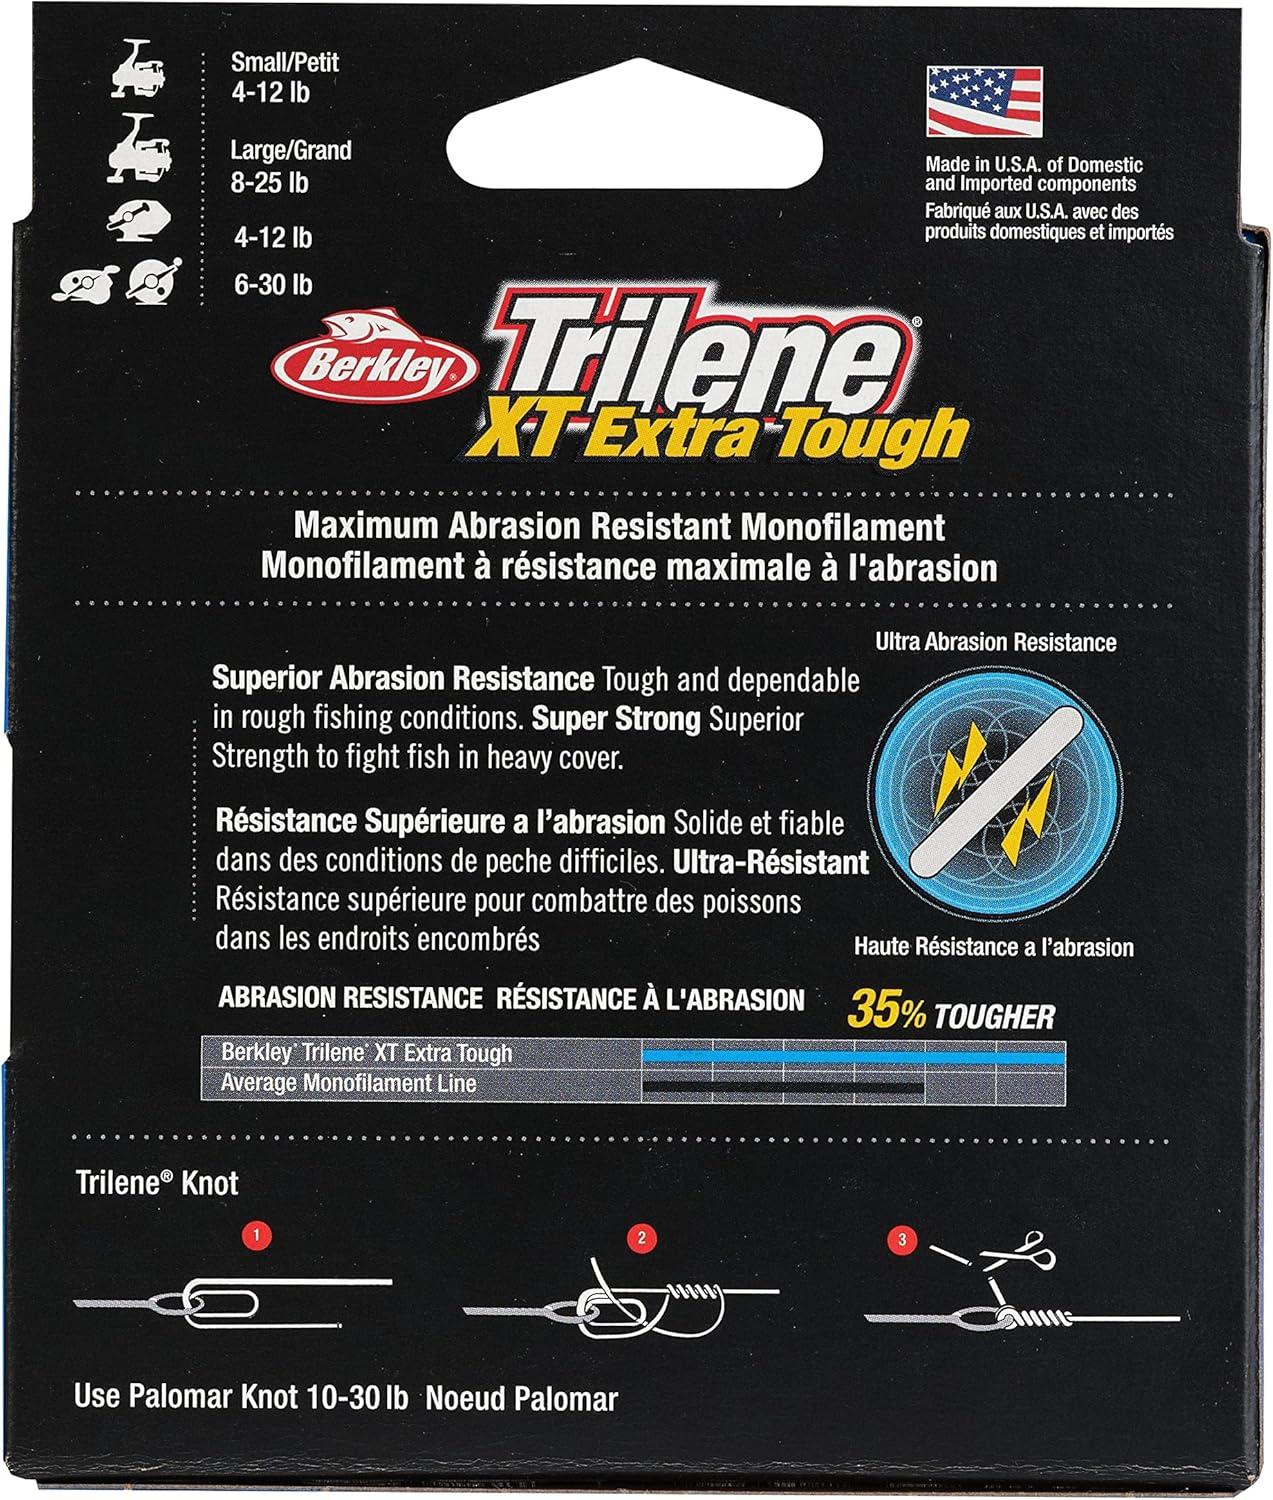 Small/Petit
4-12 lb
Large/Grand
8-25 lb
4-12 lb
6-30 lb
Made in U.S.A. of Domestic
and Imported components
Fabriqué aux U.S.A. avec des
produits domestiques et importés
Berkley®
Trilene®
XT Extra Tough
Maximum Abrasion Resistant Monofilament
Monofilament à résistance maximale à l'abrasion
Ultra Abrasion Resistance
Superior Abrasion Resistance Tough and dependable
in rough fishing conditions. Super Strong Superior
Strength to fight fish in heavy cover.
Résistance Supérieure a l'abrasion Solide et fiable
dans des conditions de peche difficiles. Ultra-Résistant
Résistance supérieure pour combattre des poissons
dans les endroits encombrés
Haute Résistance a l'abrasion
ABRASION RESISTANCE RÉSISTANCE À L'ABRASION
35% TOUGHER
Berkley® Trilene® XT Extra Tough
Average Monofilament Line
Trilene® Knot
1
2
3
Use Palomar Knot 10-30 lb Noeud Palomar